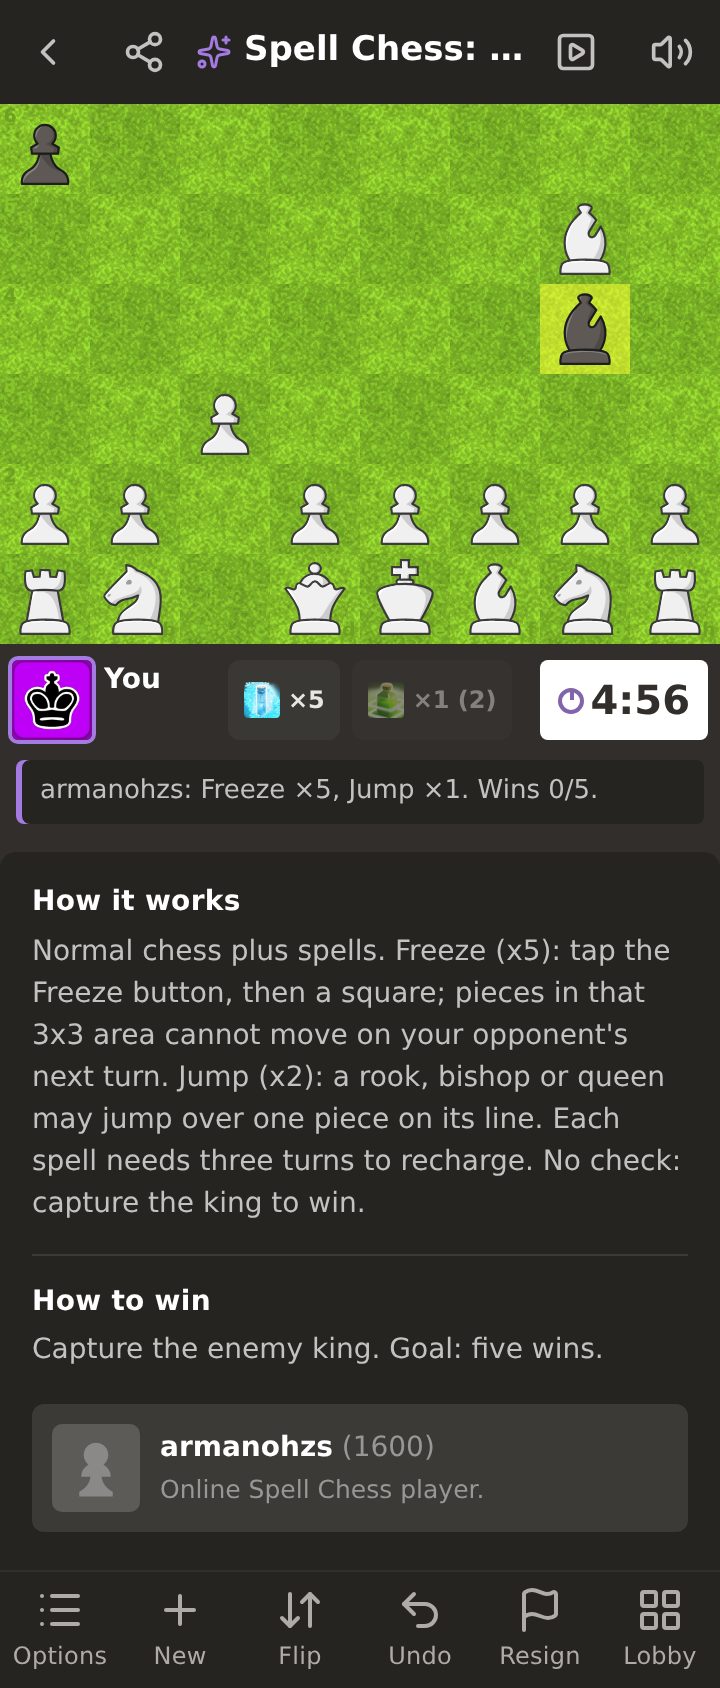 Spell Chess: ...
You
×5
×1 (2)
4:56
armanohzs: Freeze ×5, Jump ×1. Wins 0/5.
How it works
Normal chess plus spells. Freeze (x5): tap the
Freeze button, then a square; pieces in that
3x3 area cannot move on your opponent's
next turn. Jump (x2): a rook, bishop or queen
may jump over one piece on its line. Each
spell needs three turns to recharge. No check:
capture the king to win.
How to win
Capture the enemy king. Goal: five wins.
armanohzs (1600)
Online Spell Chess player.
Options
New
Flip
Undo
Resign
Lobby